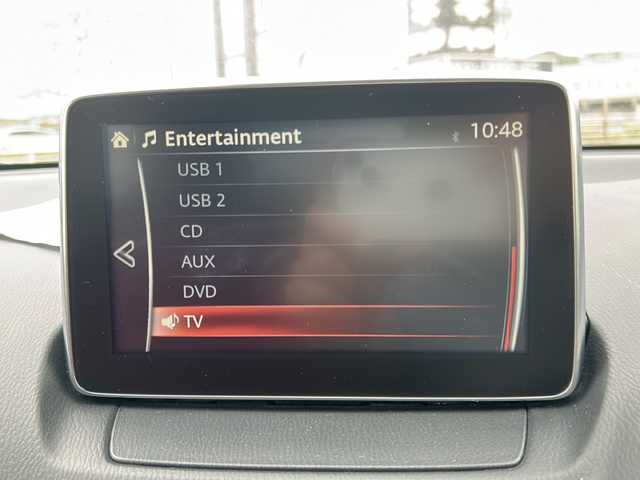 Entertainment 10:48
USB 1
USB 2
CD
AUX
DVD
TV